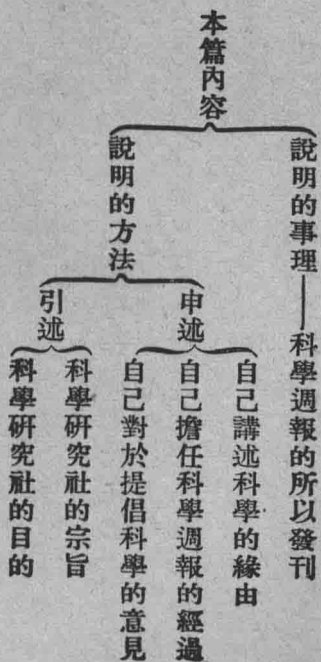 本篇內容
說明的事理——科學週報的所以發刊
說明的方法
申述
自己講述科學的緣由
自己擔任科學週報的經過
自己對於提倡科學的意見
引述
科學硏究社的宗旨
科學硏究社的目的